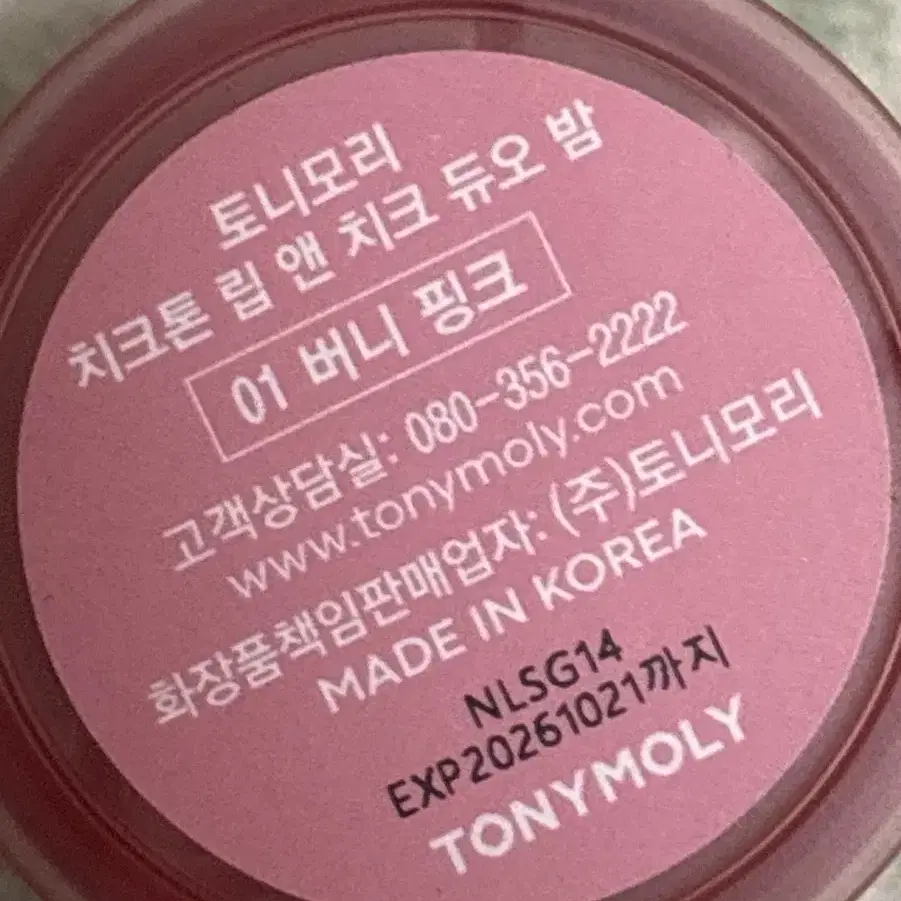 토니모리
치크톤 립 앤 치크 듀오 밤
01 버니 핑크
고객상담실: 080-356-2222
www.tonymoly.com
화장품책임판매업자: (주)토니모리
MADE IN KOREA
NLSG14
EXP20261021까지
TONYMOLY